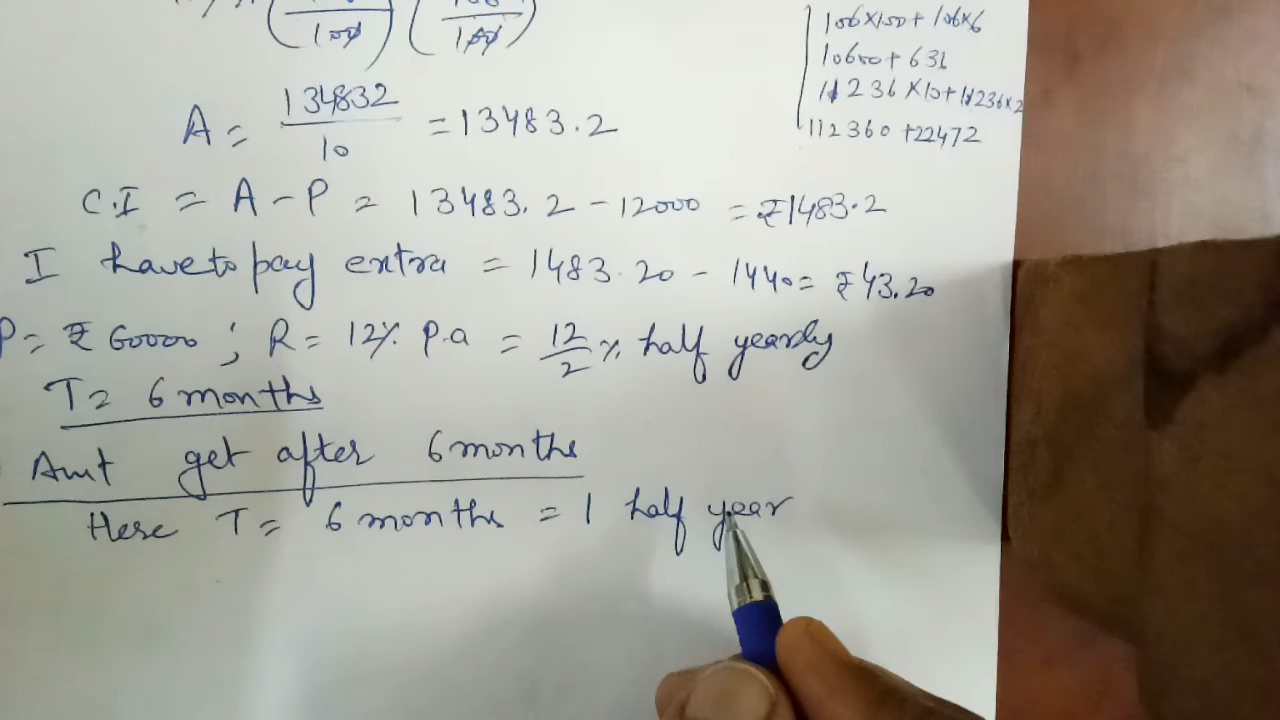 100 100
A = 134832 / 10 = 13483.2
C.I = A - P = 13483.2 - 12000 = ₹1483.2
I have to pay extra = 1483.20 - 1440 = ₹43.20
P = ₹ 60000 ; R = 12% P.a = 12/2 % half yearly
T = 6 months
Amt get after 6 months
Here T = 6 months = 1 half year
106×100 + 106×6
10600 + 636
11236 × 10 + 11236×2
112360 + 22472